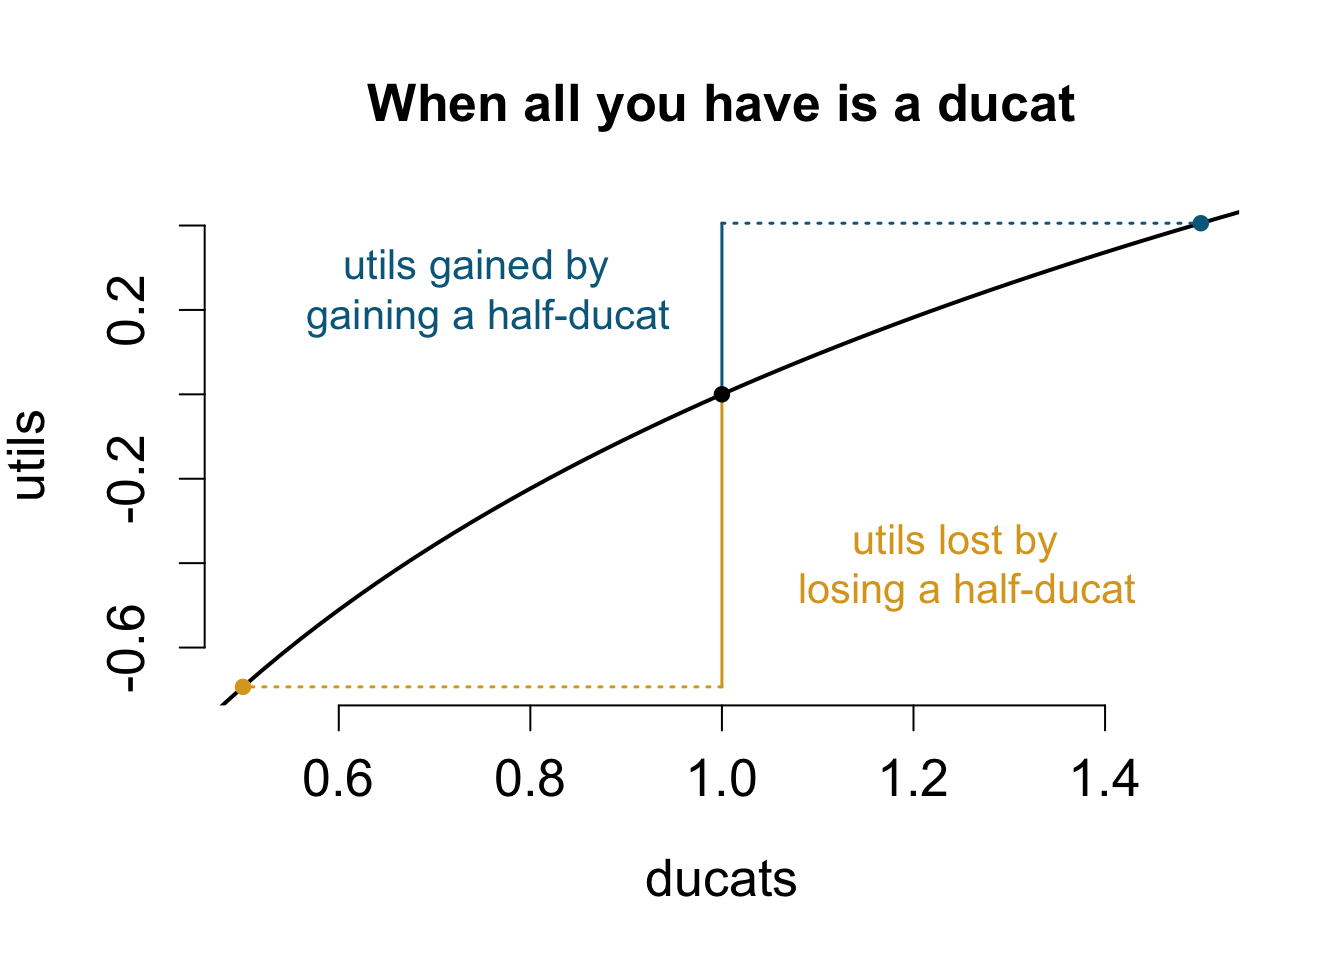 When all you have is a ducat
utils gained by
gaining a half-ducat
utils lost by
losing a half-ducat
utils
0.2
-0.2
-0.6
0.6 0.8 1.0 1.2 1.4
ducats